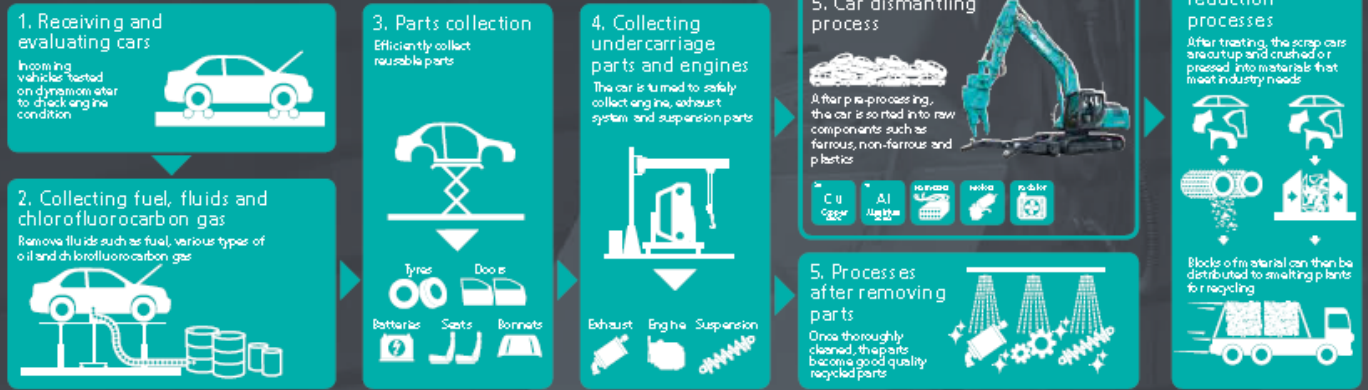 1. Receiving and
evaluating cars
Incoming
vehicles tested
on dynamometer
to check engine
condition
2. Collecting fuel, fluids and
chlorofluorocarbon gas
Remove fluids such as fuel, various types of
oil and chlorofluorocarbon gas
3. Parts collection
Efficiently collect
reusable parts
Tyres Doors
Batteries Seats Bonnets
4. Collecting
undercarriage
parts and engines
The car is turned to safely
collect engine, exhaust
system and suspension parts
Exhaust Engine Suspension
5. Car dismantling
process
After pre-processing,
the car is sorted into raw
components such as
ferrous, non-ferrous and
plastics
Cu
Copper
Al
Radiator
5. Processes
after removing
parts
Once thoroughly
cleaned, the parts
become good quality
recycled parts
reduction
processes
After treating, the scrap cars
are cut up and crushed or
pressed into materials that
meet industry needs
Blocks of material can then be
distributed to smelting plants
for recycling